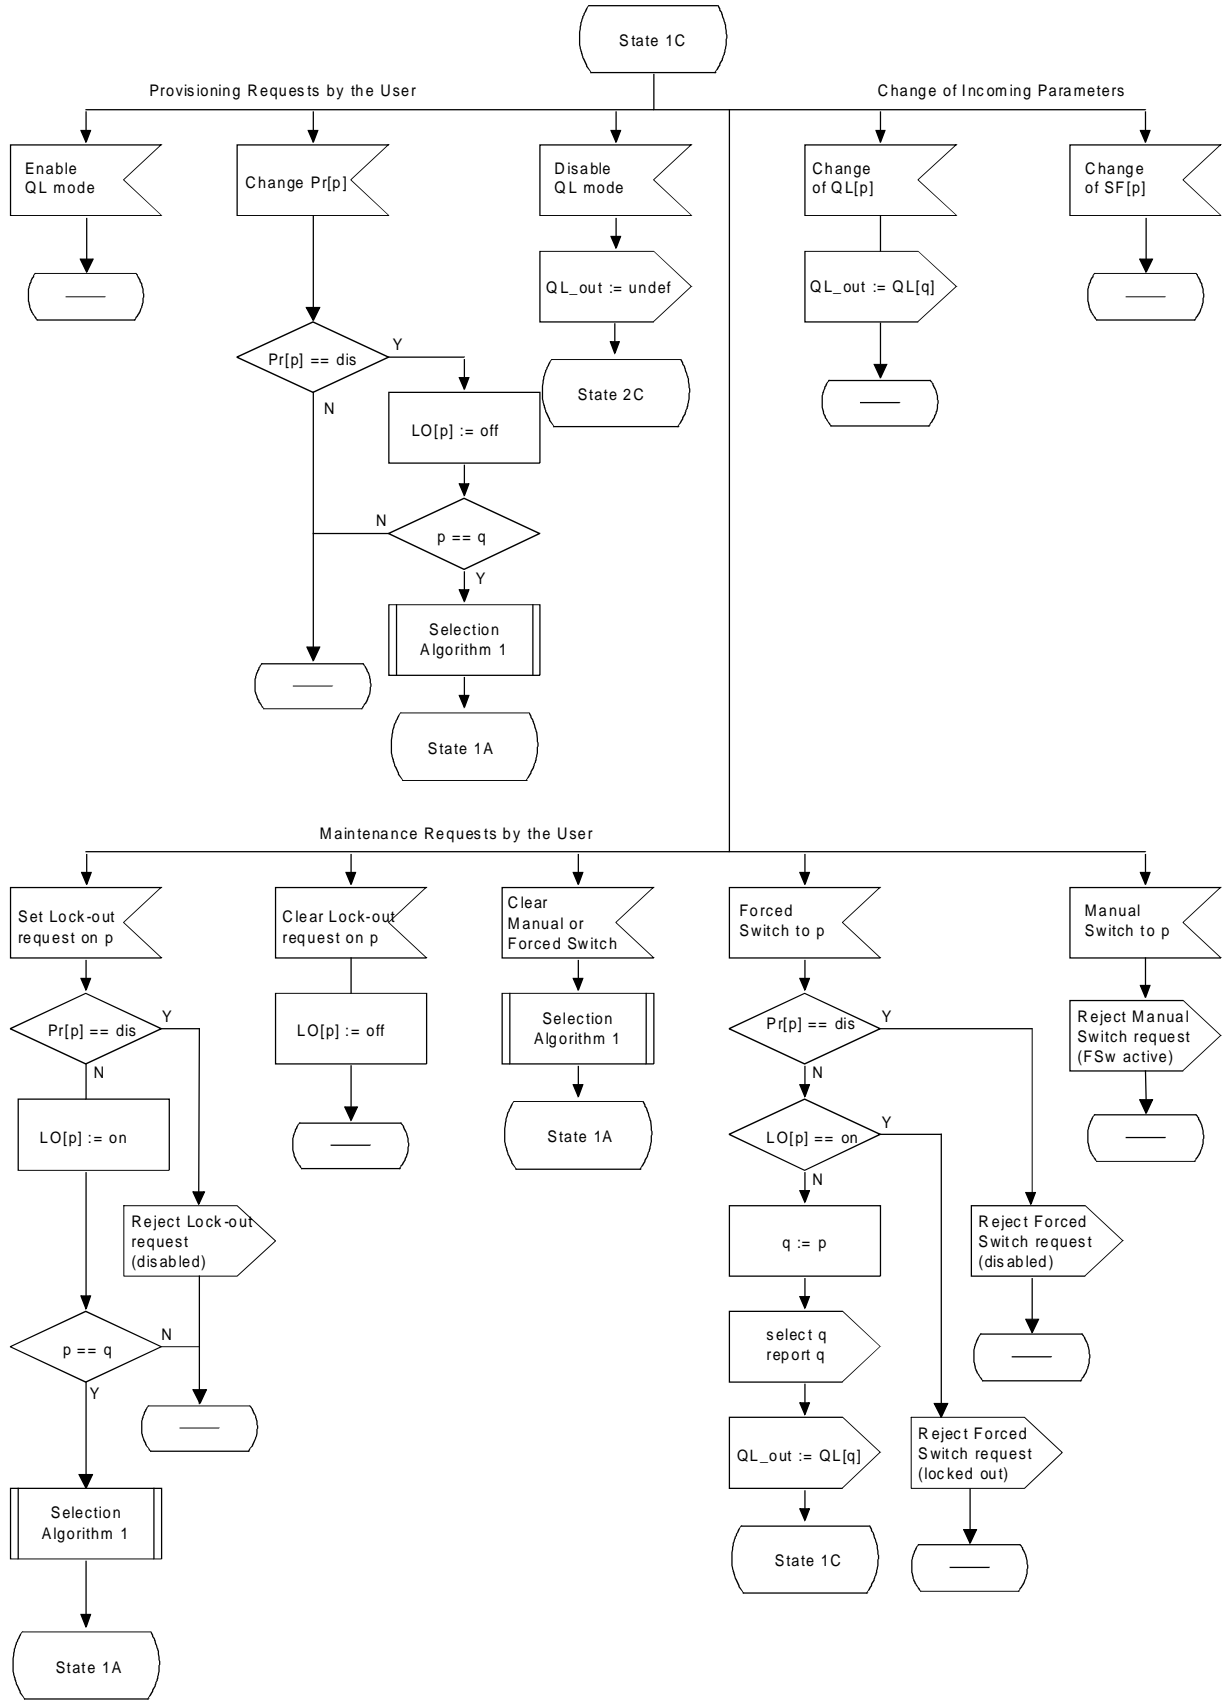 State 1C
Provisioning Requests by the User
Change of Incoming Parameters
Enable
QL mode
Change Pr[p]
Disable
QL mode
Change
of QL[p]
Change
of SF[p]
QL_out := undef
QL_out := QL[q]
Pr[p] == dis
Y
N
State 2C
LO[p] := off
p == q
N
Y
Selection
Algorithm 1
State 1A
Maintenance Requests by the User
Set Lock-out
request on p
Clear Lock-out
request on p
Clear
Manual or
Forced Switch
Forced
Switch to p
Manual
Switch to p
Pr[p] == dis
Y
N
LO[p] := off
Selection
Algorithm 1
Pr[p] == dis
Y
N
Reject Manual
Switch request
(FSw active)
LO[p] := on
State 1A
LO[p] == on
Y
N
Reject Lock-out
request
(disabled)
q := p
Reject Forced
Switch request
(disabled)
p == q
N
Y
select q
report q
QL_out := QL[q]
Reject Forced
Switch request
(locked out)
Selection
Algorithm 1
State 1C
State 1A